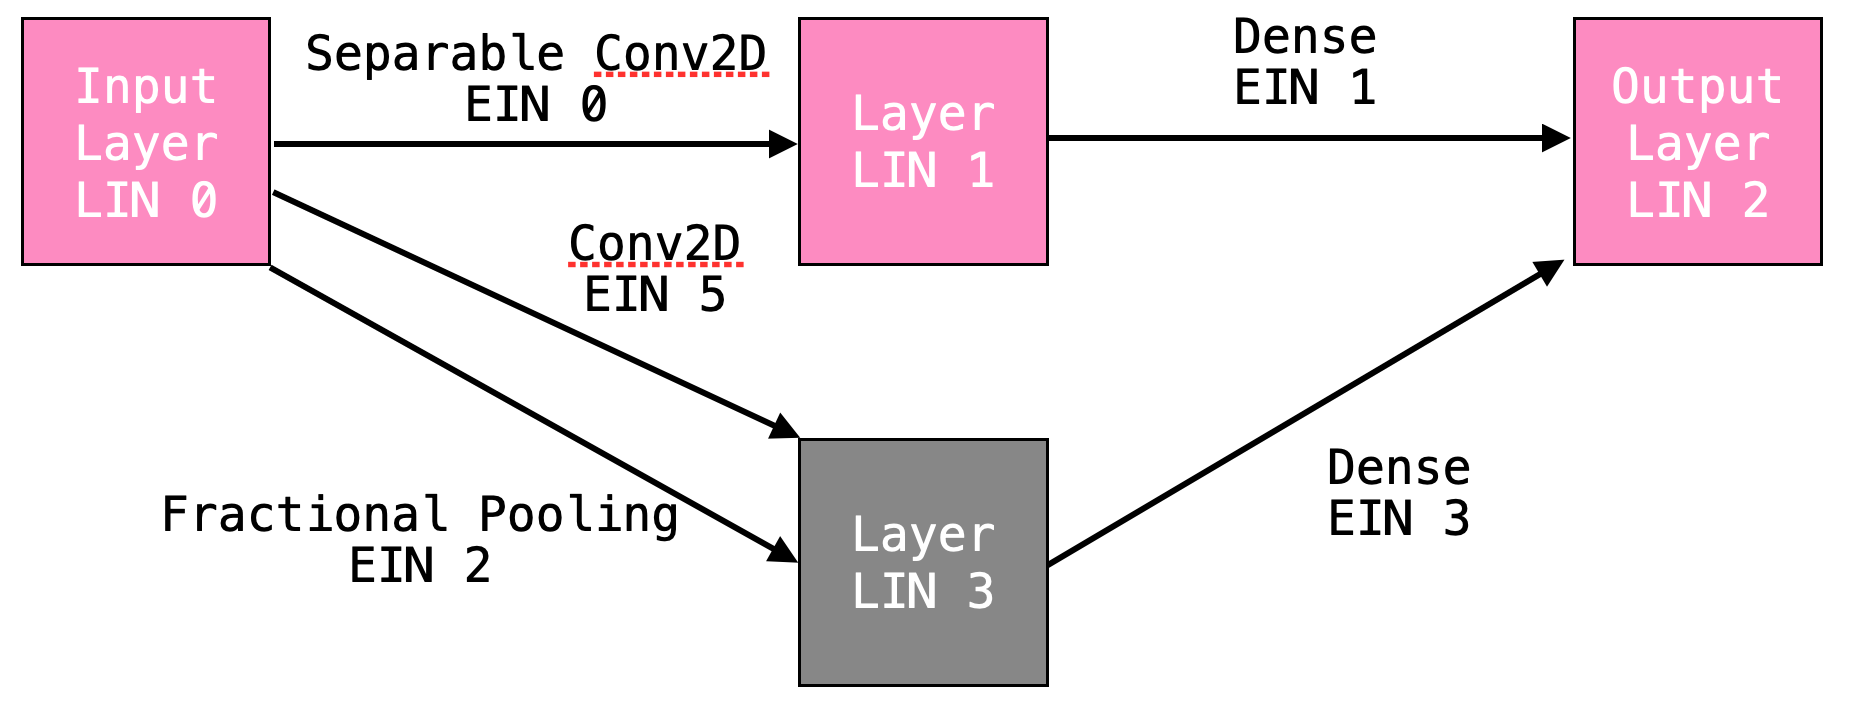 Input
Layer
LIN 0
Separable Conv2D
EIN 0
Layer
LIN 1
Dense
EIN 1
Output
Layer
LIN 2
Conv2D
EIN 5
Fractional Pooling
EIN 2
Layer
LIN 3
Dense
EIN 3